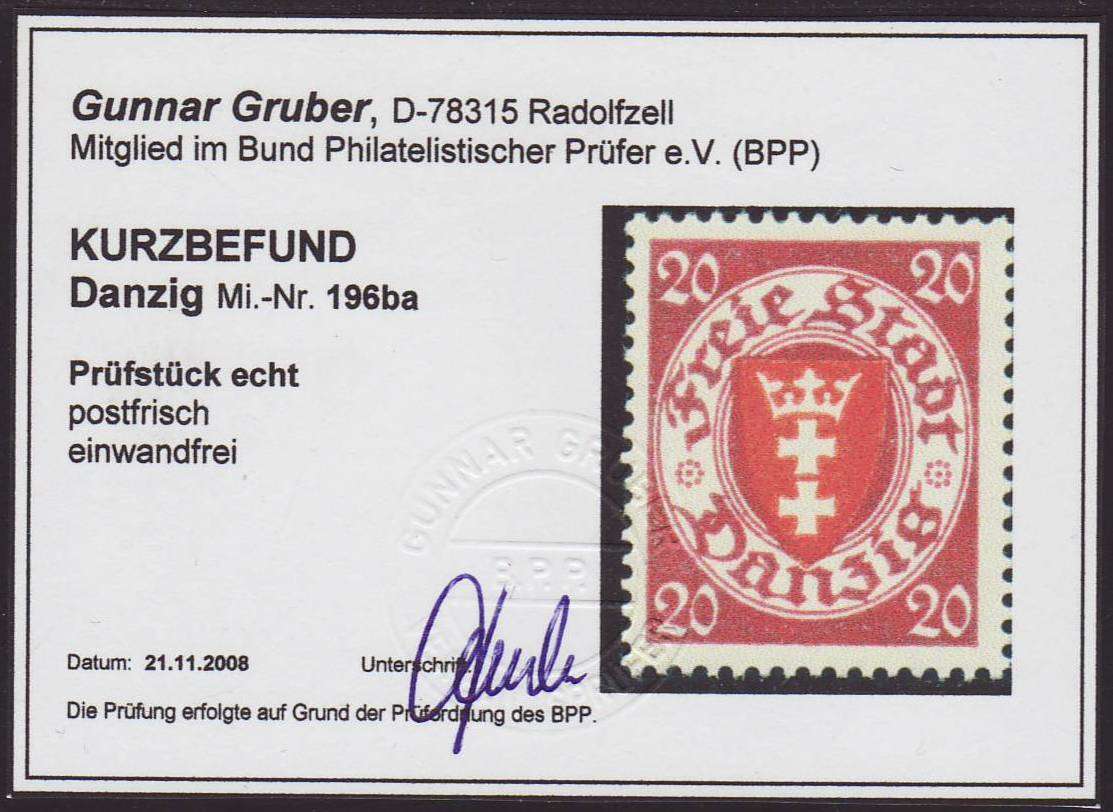 Gunnar Gruber, D-78315 Radolfzell
Mitglied im Bund Philatelistischer Prüfer e.V. (BPP)
KURZBEFUND
Danzig Mi.-Nr. 196ba
Prüfstück echt
postfrisch
einwandfrei
20 20
Freie Stadt
Danzig
20 20
GUNNAR GRUBER
B.P.P.
Datum: 21.11.2008 Unterschrift
Die Prüfung erfolgte auf Grund der Prüfordnung des BPP.